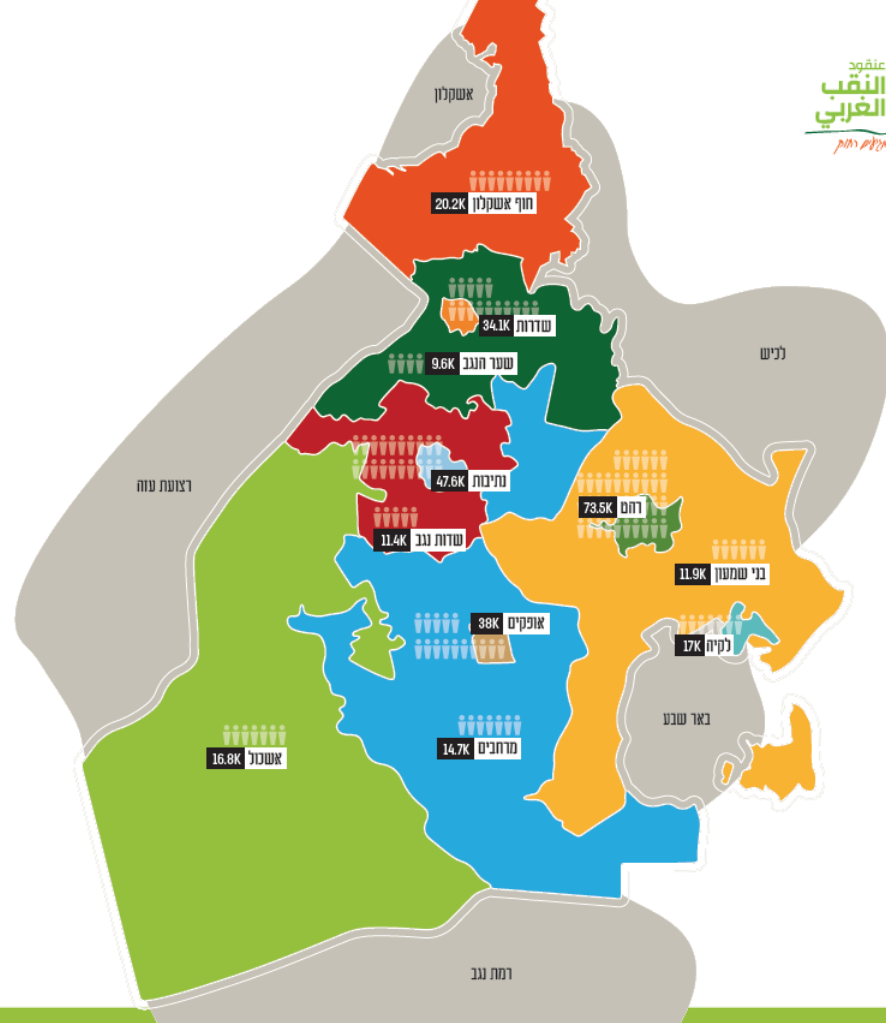 عنقود
النقب
الغربي
אשקלון
חוף אשקלון 20.2K
שדרות 34.1K
לכיש
שער הנגב 9.6K
רצועת עזה
נתיבות 47.6K
רהט 73.5K
שדות נגב 11.4K
בני שמעון 11.9K
אופקים 38K
לקיה 17K
באר שבע
מרחבים 14.7K
אשכול 16.8K
רמת נגב